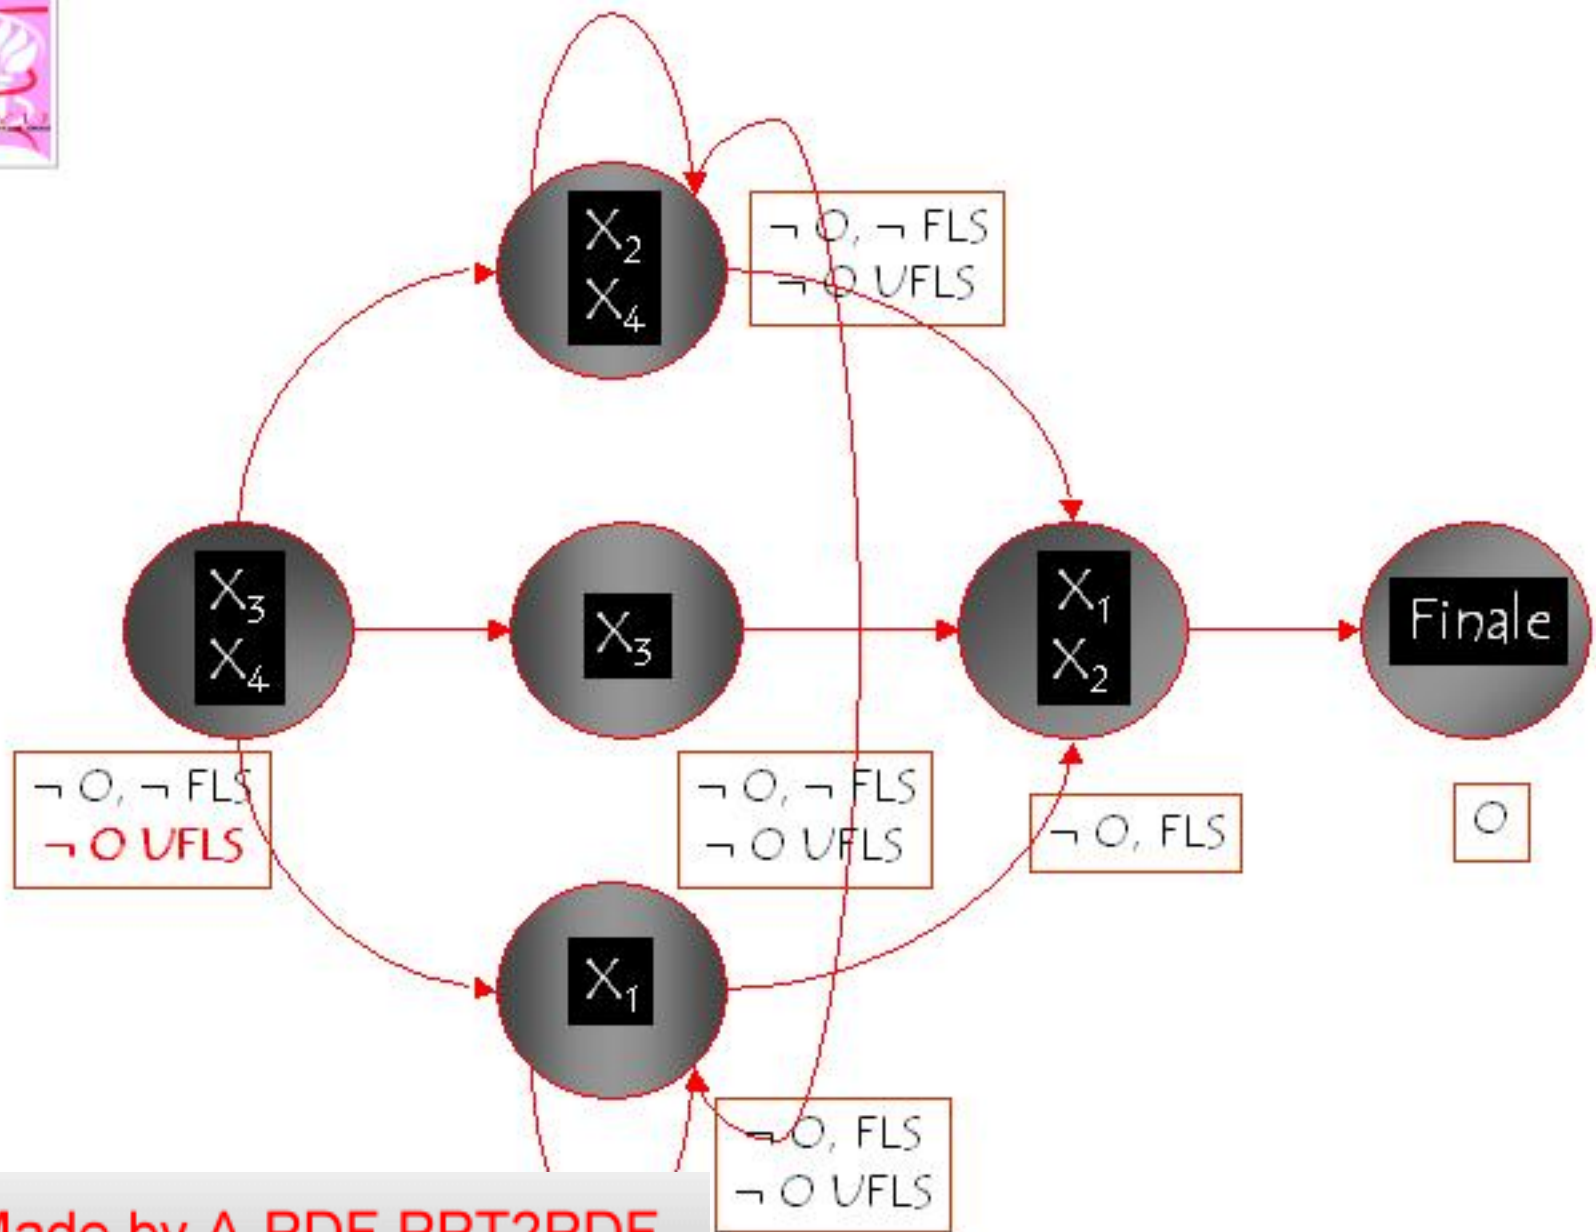 X₂
X₄
¬ O, ¬ FLS
¬ O UFLS
X₃
X₄
X₃
X₁
X₂
Finale
¬ O, ¬ FLS
¬ O UFLS
¬ O, ¬ FLS
¬ O UFLS
¬ O, FLS
O
X₁
¬ O, FLS
¬ O UFLS
Made by A-PDF PPT2PDF